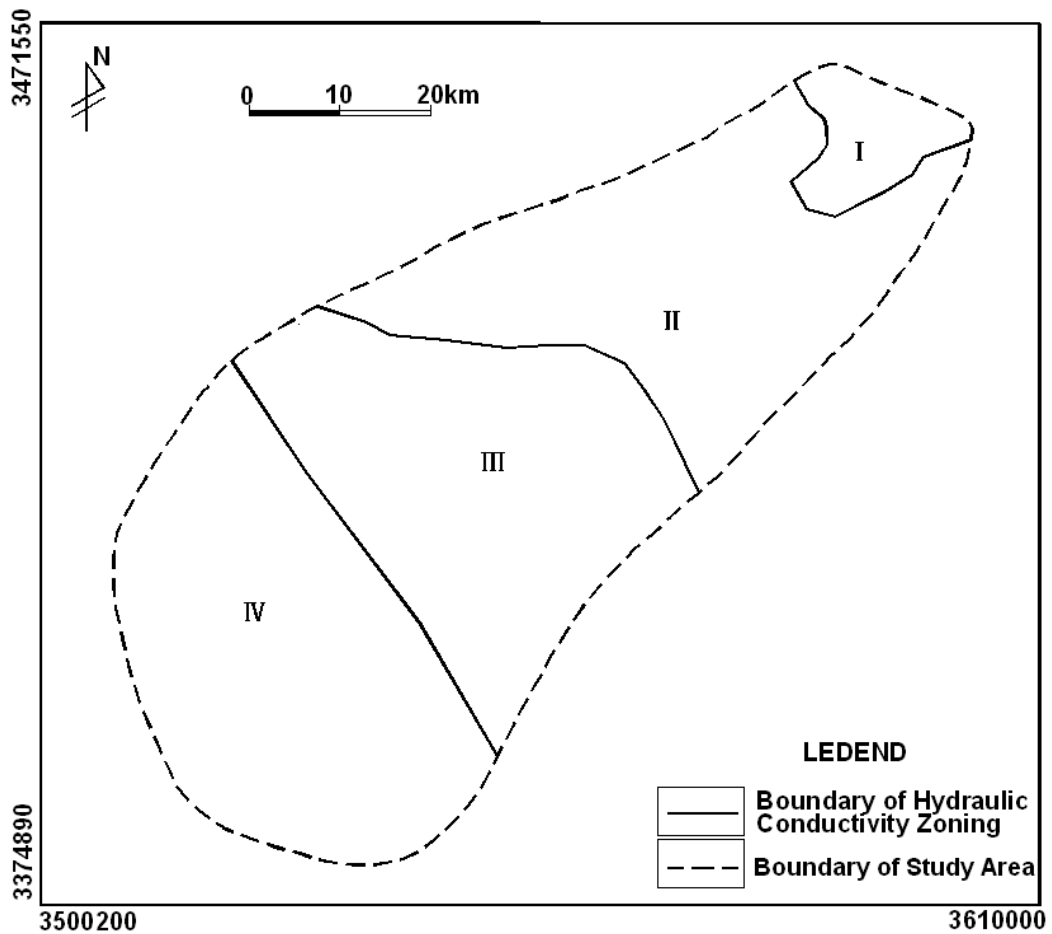 3471550
N
0 10 20km
I
II
III
IV
LEDEND
Boundary of Hydraulic
Conductivity Zoning
Boundary of Study Area
3374890
3500200 3610000